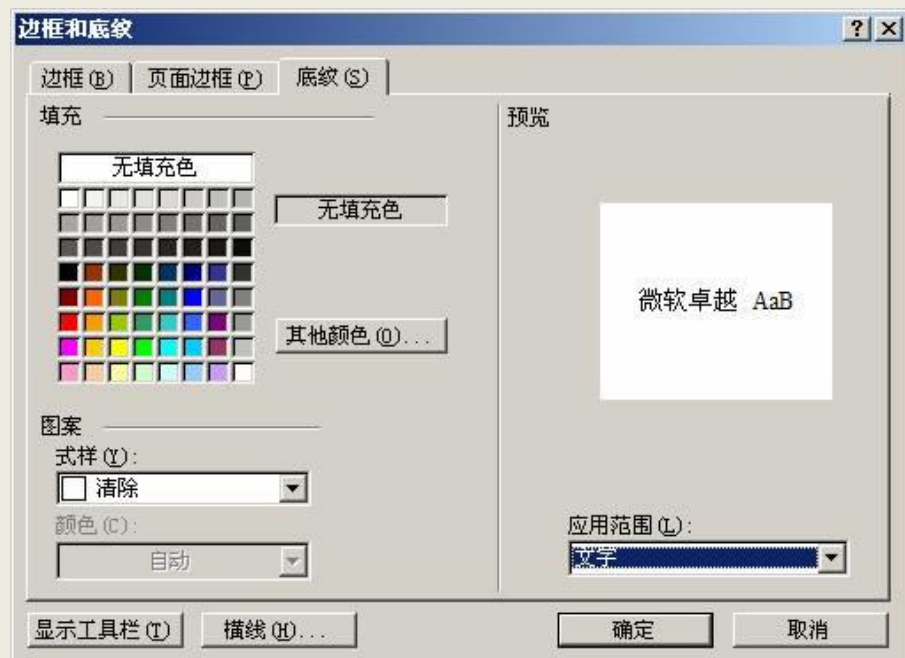 边框和底纹
边框(B) 页面边框(P) 底纹(S)
填充
无填充色
无填充色
其他颜色(O)...
图案
式样(Y):
清除
颜色(C):
自动
预览
微软卓越 AaB
应用范围(L):
文字
显示工具栏(T) 横线(H)... 确定 取消